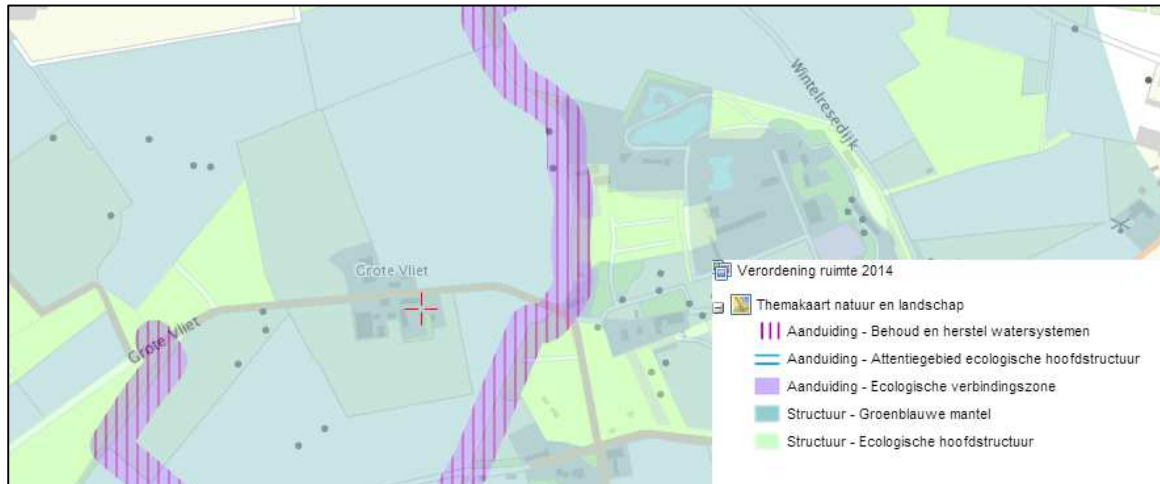 Wintelresedijk
Grote Vliet
Grote Vliet
Verordening ruimte 2014
Themakaart natuur en landschap
Aanduiding - Behoud en herstel watersystemen
Aanduiding - Attentiegebied ecologische hoofdstructuur
Aanduiding - Ecologische verbindingszone
Structuur - Groenblauwe mantel
Structuur - Ecologische hoofdstructuur